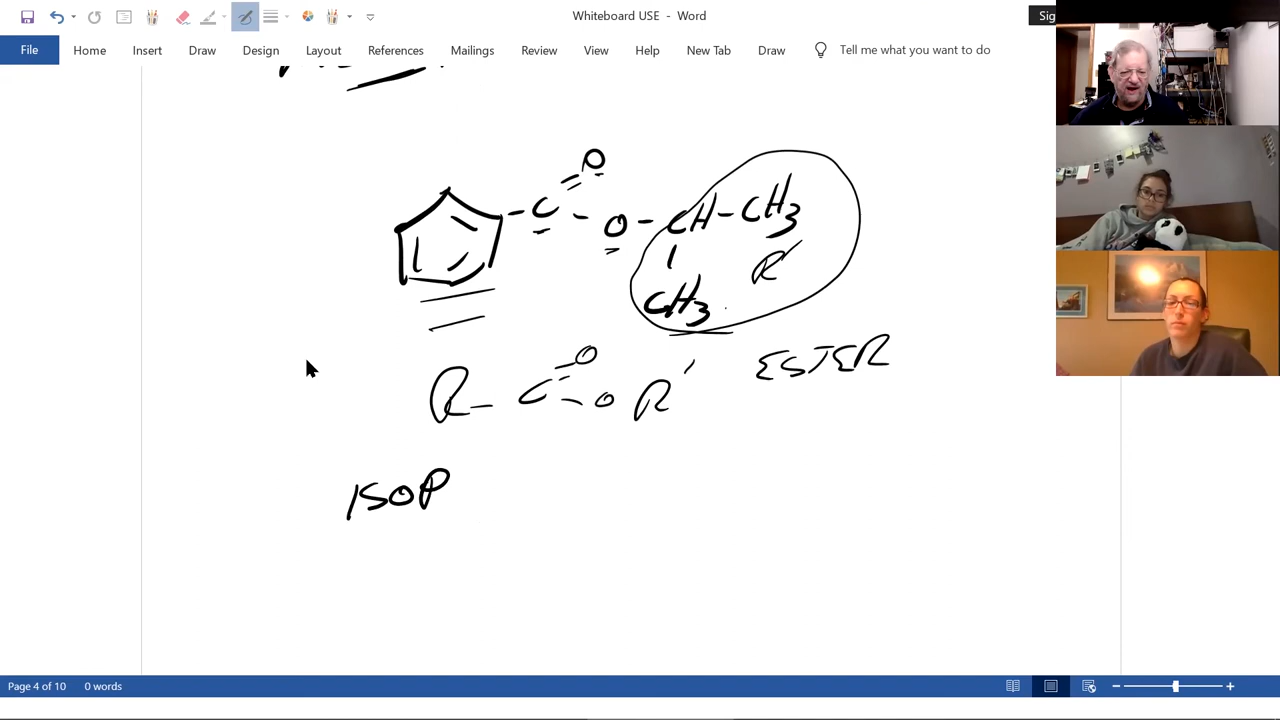 Whiteboard USE - Word
Sig
File Home Insert Draw Design Layout References Mailings Review View Help New Tab Draw Tell me what you want to do
O
- C - O - CH - CH3
CH3 R'
R - C = O - O R' ESTER
ISOP
Page 4 of 10 0 words